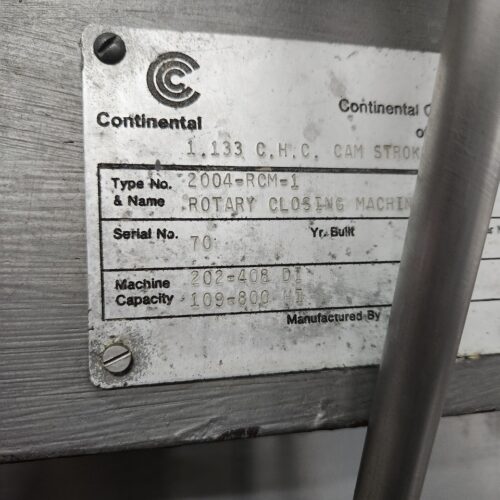 Continental
Continental C
o
1.133 C.H.C. CAM STROK
Type No. 2004-RCM-1
& Name ROTARY CLOSING MACHIN
Serial No. 70 Yr. Built
Machine 202-408 DI
Capacity 109-800 HI
Manufactured By